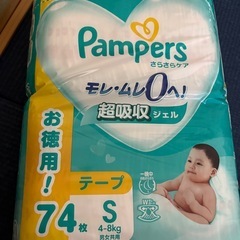 Pampers
さらさらケア
モレ・ムレ0へ!
超吸収
ジェル
お徳用!
テープ
74枚
S
4-8kg
男女共用